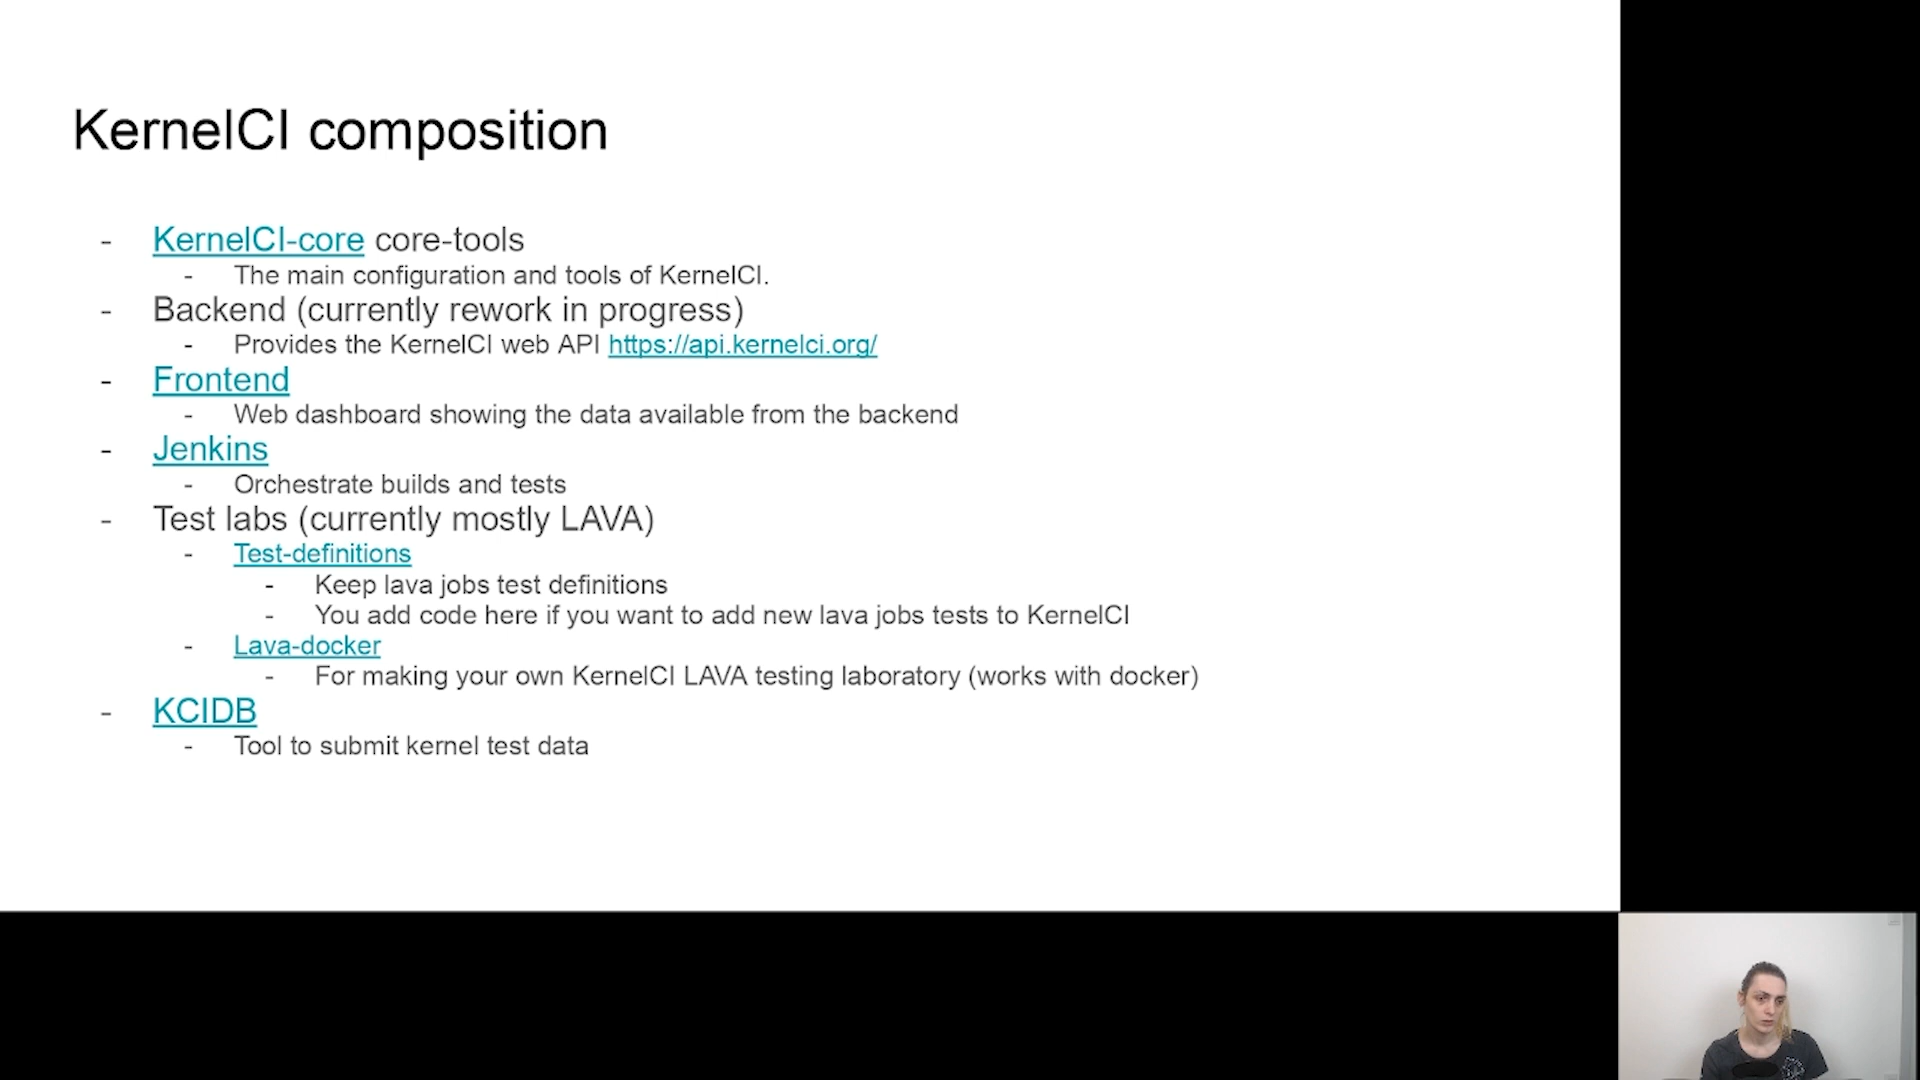 KernelCI composition
- KernelCI-core core-tools
- The main configuration and tools of KernelCI.
- Backend (currently rework in progress)
- Provides the KernelCI web API https://api.kernelci.org/
- Frontend
- Web dashboard showing the data available from the backend
- Jenkins
- Orchestrate builds and tests
- Test labs (currently mostly LAVA)
- Test-definitions
- Keep lava jobs test definitions
- You add code here if you want to add new lava jobs tests to KernelCI
- Lava-docker
- For making your own KernelCI LAVA testing laboratory (works with docker)
- KCIDB
- Tool to submit kernel test data